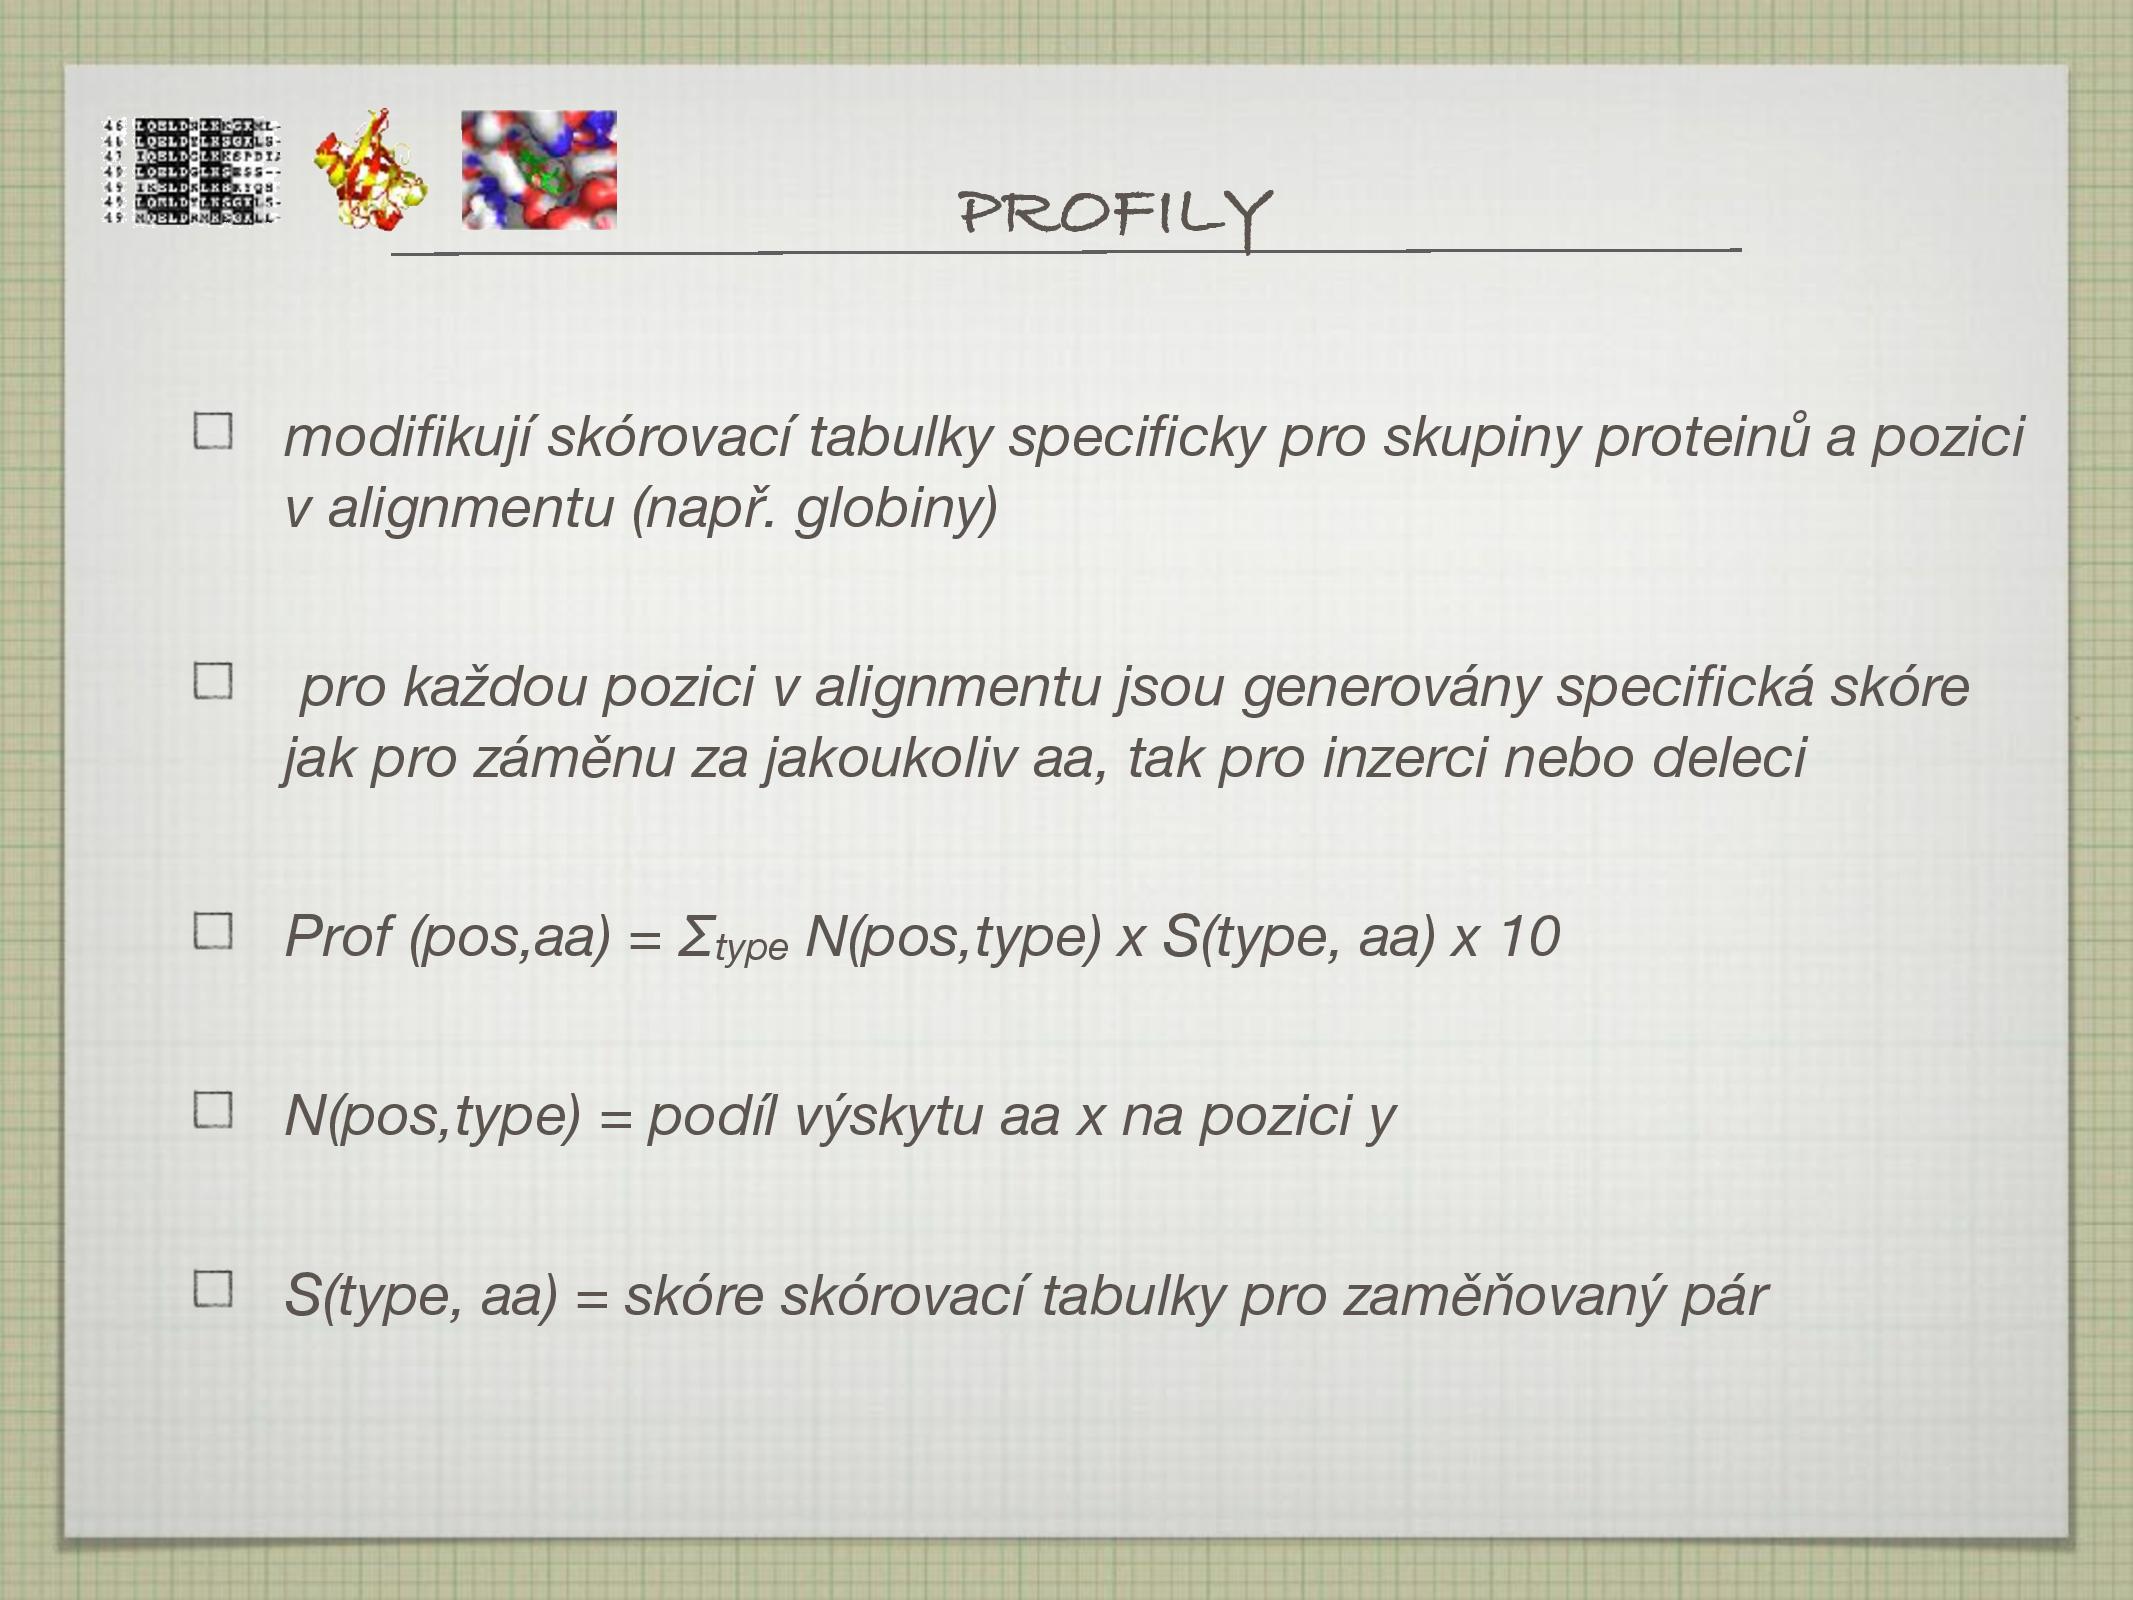 PROFILY
modifikují skórovací tabulky specificky pro skupiny proteinů a pozici
v alignmentu (např. globiny)
pro každou pozici v alignmentu jsou generovány specifická skóre
jak pro záměnu za jakoukoliv aa, tak pro inzerci nebo deleci
Prof (pos,aa) = Σtype N(pos,type) x S(type, aa) x 10
N(pos,type) = podíl výskytu aa x na pozici y
S(type, aa) = skóre skórovací tabulky pro zaměňovaný pár